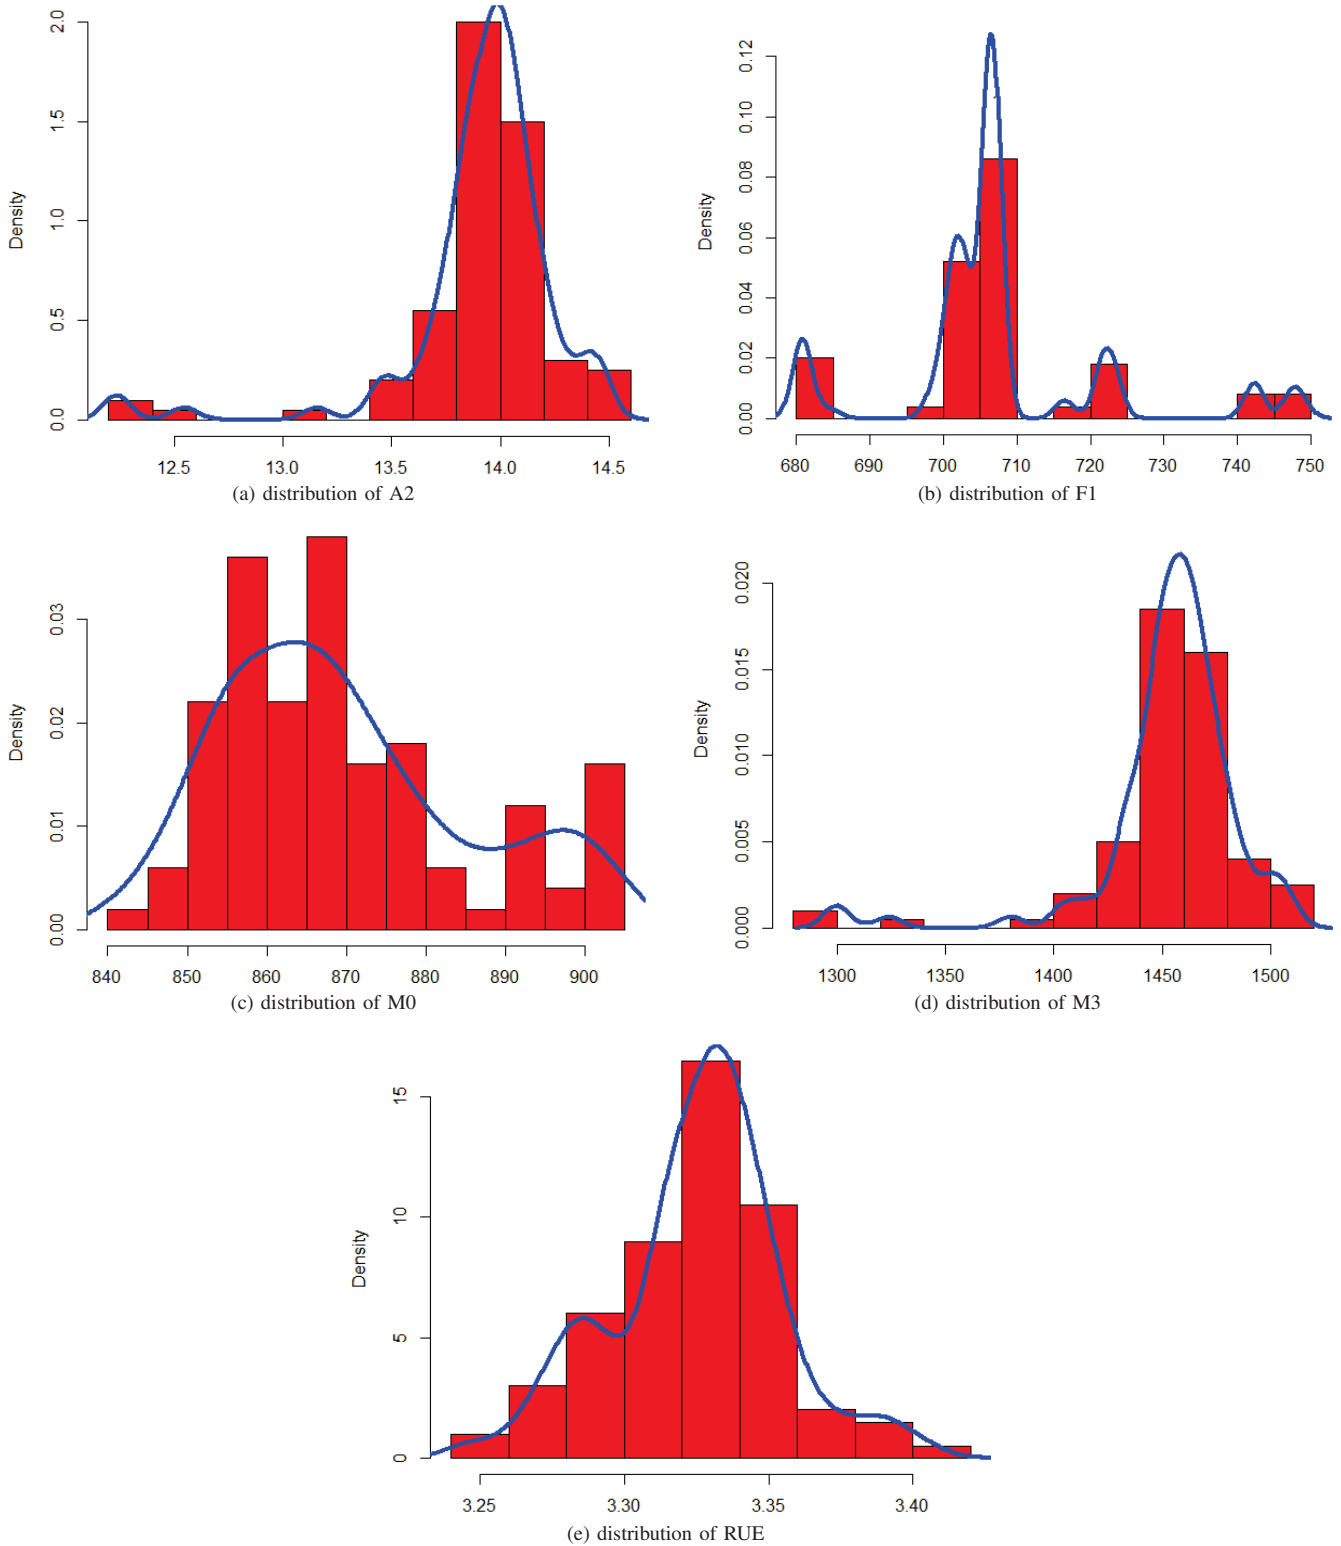 Density
0.0 0.5 1.0 1.5 2.0
12.5 13.0 13.5 14.0 14.5
(a) distribution of A2
Density
0.00 0.02 0.04 0.06 0.08 0.10 0.12
680 690 700 710 720 730 740 750
(b) distribution of F1
Density
0.00 0.01 0.02 0.03
840 850 860 870 880 890 900
(c) distribution of M0
Density
0.000 0.005 0.010 0.015 0.020
1300 1350 1400 1450 1500
(d) distribution of M3
Density
0 5 10 15
3.25 3.30 3.35 3.40
(e) distribution of RUE